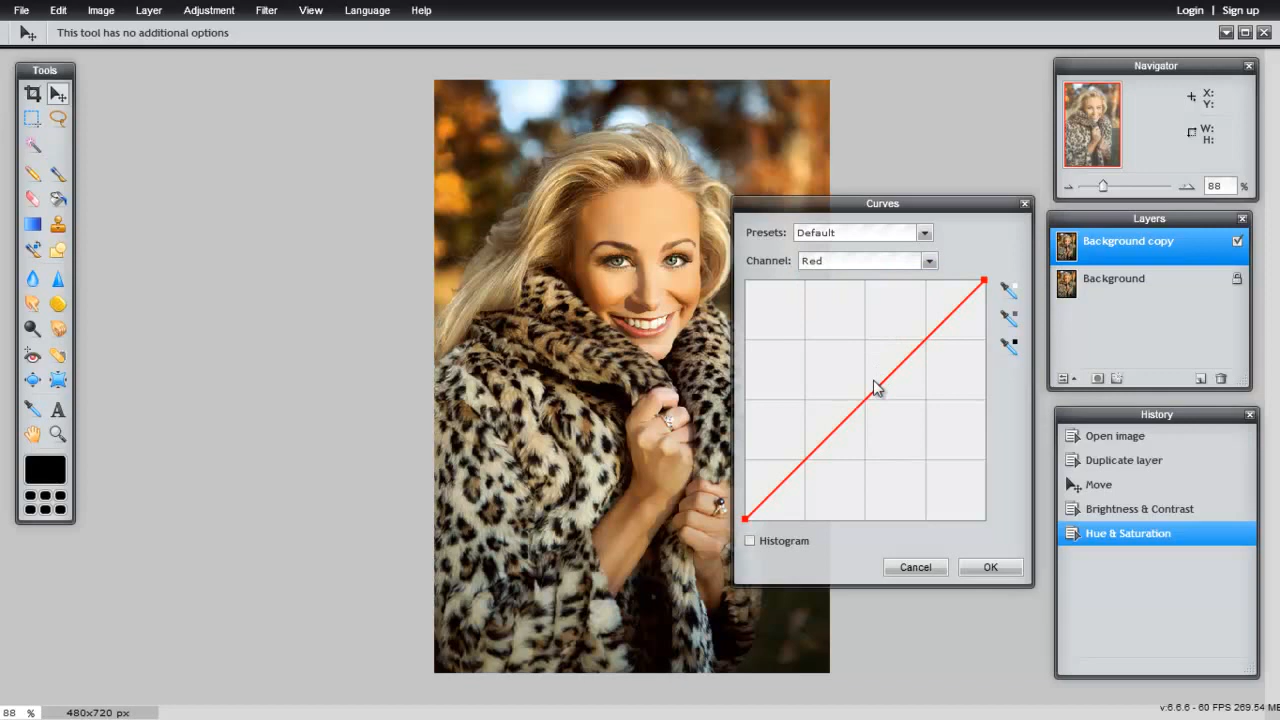 File Edit Image Layer Adjustment Filter View Language Help Login | Sign up
This tool has no additional options
Tools
Navigator
X:
Y:
W:
H:
88 %
Curves
Presets: Default
Channel: Red
Histogram
Cancel OK
Layers
Background copy
Background
History
Open image
Duplicate layer
Move
Brightness & Contrast
Hue & Saturation
88 % 480x720 px
v:6.6.6 - 60 FPS 269.54 ME